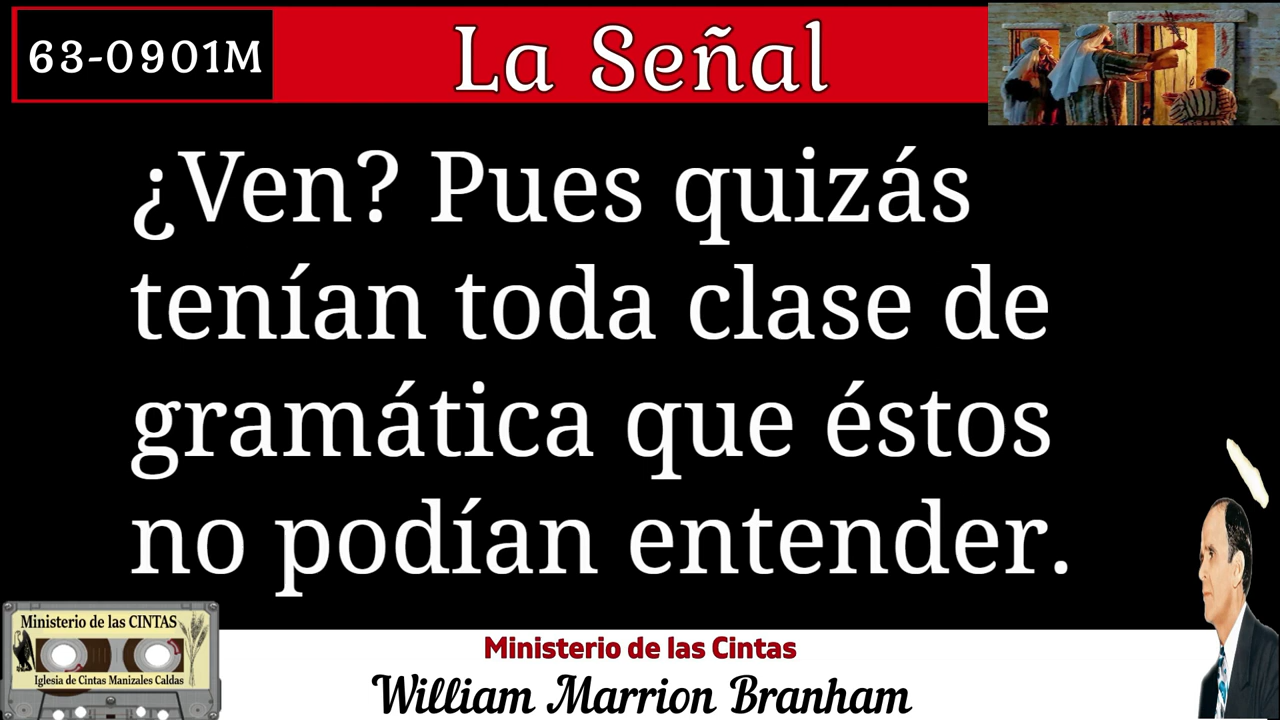 63-0901M
La Señal
¿Ven? Pues quizás
tenían toda clase de
gramática que éstos
no podían entender.
Ministerio de las CINTAS
Iglesia de Cintas Manizales Caldas
Ministerio de las Cintas
William Marrion Branham